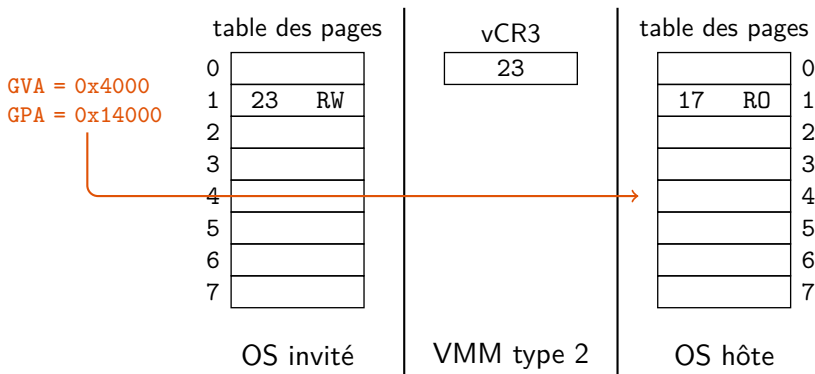 table des pages
vCR3
table des pages
GVA = 0x4000
GPA = 0x14000
0
23
0
1 23 RW
17 RO 1
2
2
3
3
4
4
5
5
6
6
7
7
OS invité
VMM type 2
OS hôte